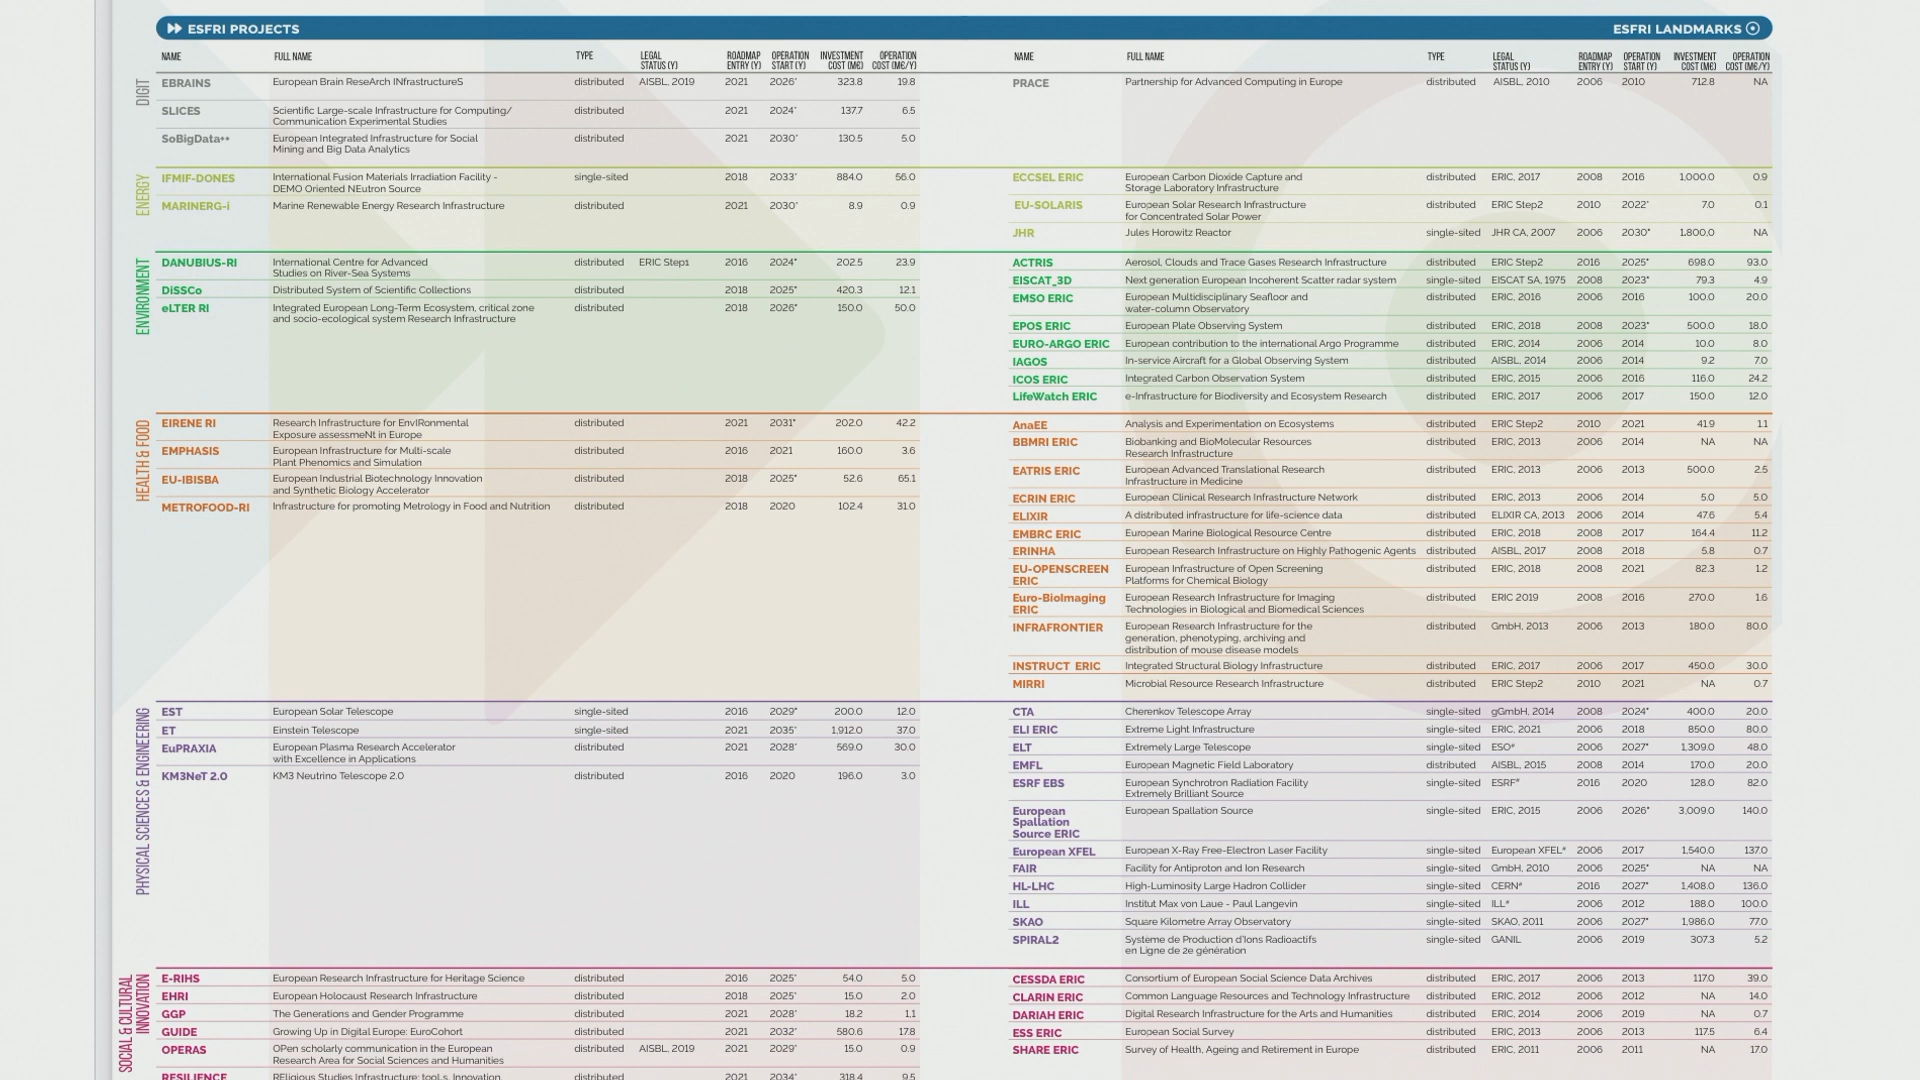 ESFRI PROJECTS
NAME FULL NAME TYPE LEGAL STATUS (Y) ROADMAP ENTRY (Y) OPERATION START (Y) INVESTMENT COST (M€) OPERATION COST (M€/Y)
DIGIT
EBRAINS European Brain ReseArch INfrastructureS distributed AISBL, 2019 2021 2026* 323.8 19.8
SLICES Scientific Large-scale Infrastructure for Computing/
Communication Experimental Studies distributed 2021 2024* 137.7 6.5
SoBigData++ European Integrated Infrastructure for Social
Mining and Big Data Analytics distributed 2021 2030* 130.5 5.0
ENERGY
IFMIF-DONES International Fusion Materials Irradiation Facility -
DEMO Oriented NEutron Source single-sited 2018 2033* 884.0 56.0
MARINERG-i Marine Renewable Energy Research Infrastructure distributed 2021 2030* 8.9 0.9
ENVIRONMENT
DANUBIUS-RI International Centre for Advanced
Studies on River-Sea Systems distributed ERIC Step1 2016 2024* 202.5 23.9
DiSSCo Distributed System of Scientific Collections distributed 2018 2025* 420.3 12.1
eLTER RI Integrated European Long-Term Ecosystem, critical zone
and socio-ecological system Research Infrastructure distributed 2018 2026* 150.0 50.0
HEALTH & FOOD
EIRENE RI Research Infrastructure for EnvIRonmental
Exposure assessmeNt in Europe distributed 2021 2031* 202.0 42.2
EMPHASIS European Infrastructure for Multi-scale
Plant Phenomics and Simulation distributed 2016 2021 160.0 3.6
EU-IBISBA European Industrial Biotechnology Innovation
and Synthetic Biology Accelerator distributed 2018 2025* 52.6 65.1
METROFOOD-RI Infrastructure for promoting Metrology in Food and Nutrition distributed 2018 2020 102.4 31.0
PHYSICAL SCIENCES & ENGINEERING
EST European Solar Telescope single-sited 2016 2029* 200.0 12.0
ET Einstein Telescope single-sited 2021 2035* 1,912.0 37.0
EuPRAXIA European Plasma Research Accelerator
with Excellence in Applications distributed 2021 2028* 569.0 30.0
KM3NeT 2.0 KM3 Neutrino Telescope 2.0 distributed 2016 2020 196.0 3.0
SOCIAL & CULTURAL
INNOVATION
E-RIHS European Research Infrastructure for Heritage Science distributed 2016 2025* 54.0 5.0
EHRI European Holocaust Research Infrastructure distributed 2018 2025* 15.0 2.0
GGP The Generations and Gender Programme distributed 2021 2028* 18.2 1.1
GUIDE Growing Up in Digital Europe: EuroCohort distributed 2021 2032* 580.6 17.8
OPERAS OPen scholarly communication in the European
Research Area for Social Sciences and Humanities distributed AISBL, 2019 2021 2029* 15.0 0.9
RESILIENCE REligious Studies Infrastructure: tooLs, Innovation, distributed 2021 2034* 318.4 9.5
ESFRI LANDMARKS
NAME FULL NAME TYPE LEGAL STATUS (Y) ROADMAP ENTRY (Y) OPERATION START (Y) INVESTMENT COST (M€) OPERATION COST (M€/Y)
PRACE Partnership for Advanced Computing in Europe distributed AISBL, 2010 2006 2010 712.8 NA
ECCSEL ERIC European Carbon Dioxide Capture and
Storage Laboratory Infrastructure distributed ERIC, 2017 2008 2016 1,000.0 0.9
EU-SOLARIS European Solar Research Infrastructure
for Concentrated Solar Power distributed ERIC Step2 2010 2022* 7.0 0.1
JHR Jules Horowitz Reactor single-sited JHR CA, 2007 2006 2030* 1,800.0 NA
ACTRIS Aerosol, Clouds and Trace Gases Research Infrastructure distributed ERIC Step2 2016 2025* 698.0 93.0
EISCAT_3D Next generation European Incoherent Scatter radar system single-sited EISCAT SA, 1975 2008 2023* 79.3 4.9
EMSO ERIC European Multidisciplinary Seafloor and
water-column Observatory distributed ERIC, 2016 2006 2016 100.0 20.0
EPOS ERIC European Plate Observing System distributed ERIC, 2018 2008 2023* 500.0 18.0
EURO-ARGO ERIC European contribution to the international Argo Programme distributed ERIC, 2014 2006 2014 10.0 8.0
IAGOS In-service Aircraft for a Global Observing System distributed AISBL, 2014 2006 2014 9.2 7.0
ICOS ERIC Integrated Carbon Observation System distributed ERIC, 2015 2006 2016 116.0 24.2
LifeWatch ERIC e-Infrastructure for Biodiversity and Ecosystem Research distributed ERIC, 2017 2006 2017 150.0 12.0
AnaEE Analysis and Experimentation on Ecosystems distributed ERIC Step2 2010 2021 41.9 1.1
BBMRI ERIC Biobanking and BioMolecular Resources
Research Infrastructure distributed ERIC, 2013 2006 2014 NA NA
EATRIS ERIC European Advanced Translational Research
Infrastructure in Medicine distributed ERIC, 2013 2006 2013 500.0 2.5
ECRIN ERIC European Clinical Research Infrastructure Network distributed ERIC, 2013 2006 2014 5.0 5.0
ELIXIR A distributed infrastructure for life-science data distributed ELIXIR CA, 2013 2006 2014 47.6 5.4
EMBRC ERIC European Marine Biological Resource Centre distributed ERIC, 2018 2008 2017 164.4 11.2
ERINHA European Research Infrastructure on Highly Pathogenic Agents distributed AISBL, 2017 2008 2018 5.8 0.7
EU-OPENSCREEN
ERIC European Infrastructure of Open Screening
Platforms for Chemical Biology distributed ERIC, 2018 2008 2021 82.3 1.2
Euro-BioImaging
ERIC European Research Infrastructure for Imaging
Technologies in Biological and Biomedical Sciences distributed ERIC 2019 2008 2016 270.0 1.6
INFRAFRONTIER European Research Infrastructure for the
generation, phenotyping, archiving and
distribution of mouse disease models distributed GmbH, 2013 2006 2013 180.0 80.0
INSTRUCT ERIC Integrated Structural Biology Infrastructure distributed ERIC, 2017 2006 2017 450.0 30.0
MIRRI Microbial Resource Research Infrastructure distributed ERIC Step2 2010 2021 NA 0.7
CTA Cherenkov Telescope Array single-sited gGmbH, 2014 2008 2024* 400.0 20.0
ELI ERIC Extreme Light Infrastructure single-sited ERIC, 2021 2006 2018 850.0 80.0
ELT Extremely Large Telescope single-sited ESO# 2006 2027* 1,309.0 48.0
EMFL European Magnetic Field Laboratory distributed AISBL, 2015 2008 2014 170.0 20.0
ESRF EBS European Synchrotron Radiation Facility
Extremely Brilliant Source single-sited ESRF# 2016 2020 128.0 82.0
European
Spallation
Source ERIC European Spallation Source single-sited ERIC, 2015 2006 2026* 3,009.0 140.0
European XFEL European X-Ray Free-Electron Laser Facility single-sited European XFEL# 2006 2017 1,540.0 137.0
FAIR Facility for Antiproton and Ion Research single-sited GmbH, 2010 2006 2025* NA NA
HL-LHC High-Luminosity Large Hadron Collider single-sited CERN# 2016 2027* 1,408.0 136.0
ILL Institut Max von Laue - Paul Langevin single-sited ILL# 2006 2012 188.0 100.0
SKAO Square Kilometre Array Observatory single-sited SKAO, 2011 2006 2027* 1,986.0 77.0
SPIRAL2 Systeme de Production d'Ions Radioactifs
en Ligne de 2e génération single-sited GANIL 2006 2019 307.3 5.2
CESSDA ERIC Consortium of European Social Science Data Archives distributed ERIC, 2017 2006 2013 117.0 39.0
CLARIN ERIC Common Language Resources and Technology Infrastructure distributed ERIC, 2012 2006 2012 NA 14.0
DARIAH ERIC Digital Research Infrastructure for the Arts and Humanities distributed ERIC, 2014 2006 2019 NA 0.7
ESS ERIC European Social Survey distributed ERIC, 2013 2006 2013 117.5 6.4
SHARE ERIC Survey of Health, Ageing and Retirement in Europe distributed ERIC, 2011 2006 2011 NA 17.0